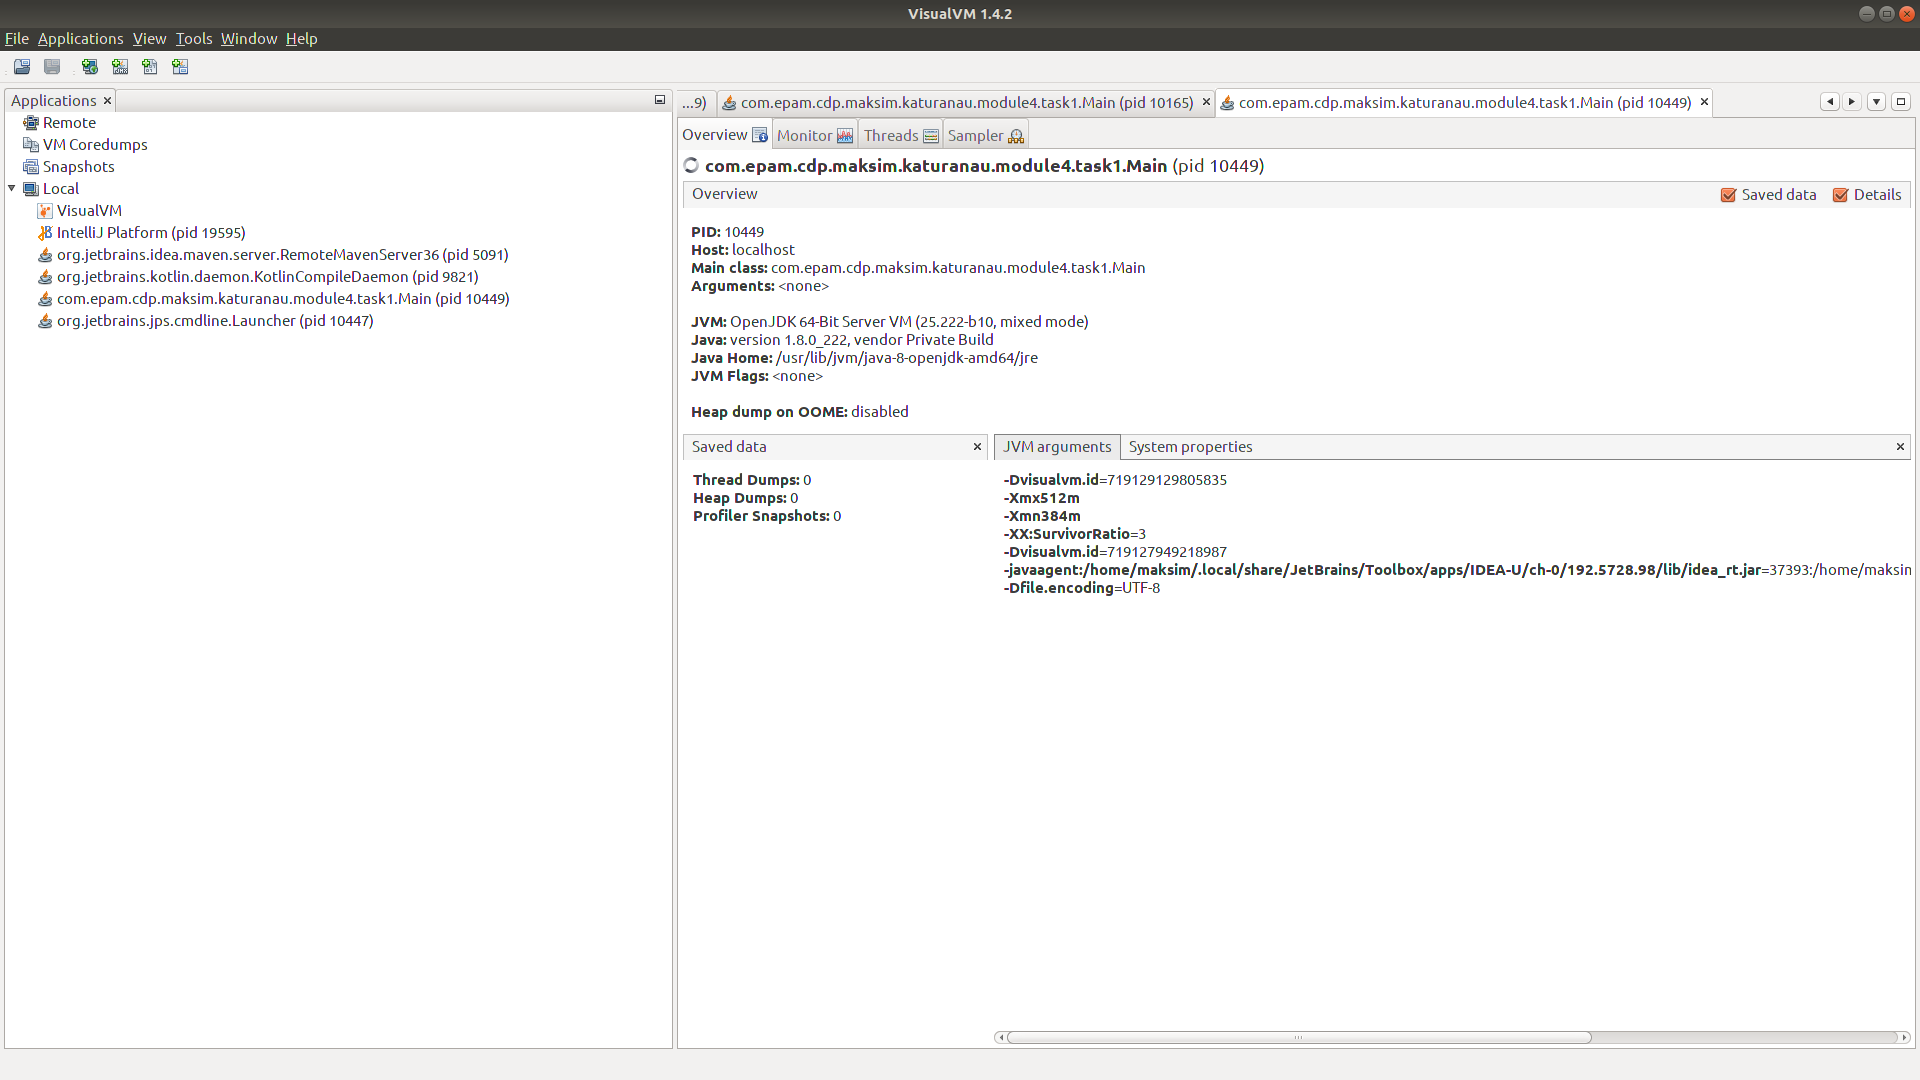 VisualVM 1.4.2
File Applications View Tools Window Help
Applications
Remote
VM Coredumps
Snapshots
Local
VisualVM
IntelliJ Platform (pid 19595)
org.jetbrains.idea.maven.server.RemoteMavenServer36 (pid 5091)
org.jetbrains.kotlin.daemon.KotlinCompileDaemon (pid 9821)
com.epam.cdp.maksim.katuranau.module4.task1.Main (pid 10449)
org.jetbrains.jps.cmdline.Launcher (pid 10447)
...9) com.epam.cdp.maksim.katuranau.module4.task1.Main (pid 10165) com.epam.cdp.maksim.katuranau.module4.task1.Main (pid 10449)
Overview Monitor Threads Sampler
com.epam.cdp.maksim.katuranau.module4.task1.Main (pid 10449)
Overview Saved data Details
PID: 10449
Host: localhost
Main class: com.epam.cdp.maksim.katuranau.module4.task1.Main
Arguments: <none>
JVM: OpenJDK 64-Bit Server VM (25.222-b10, mixed mode)
Java: version 1.8.0_222, vendor Private Build
Java Home: /usr/lib/jvm/java-8-openjdk-amd64/jre
JVM Flags: <none>
Heap dump on OOME: disabled
Saved data
Thread Dumps: 0
Heap Dumps: 0
Profiler Snapshots: 0
JVM arguments System properties
-Dvisualvm.id=719129129805835
-Xmx512m
-Xmn384m
-XX:SurvivorRatio=3
-Dvisualvm.id=719127949218987
-javaagent:/home/maksim/.local/share/JetBrains/Toolbox/apps/IDEA-U/ch-0/192.5728.98/lib/idea_rt.jar=37393:/home/maksin
-Dfile.encoding=UTF-8